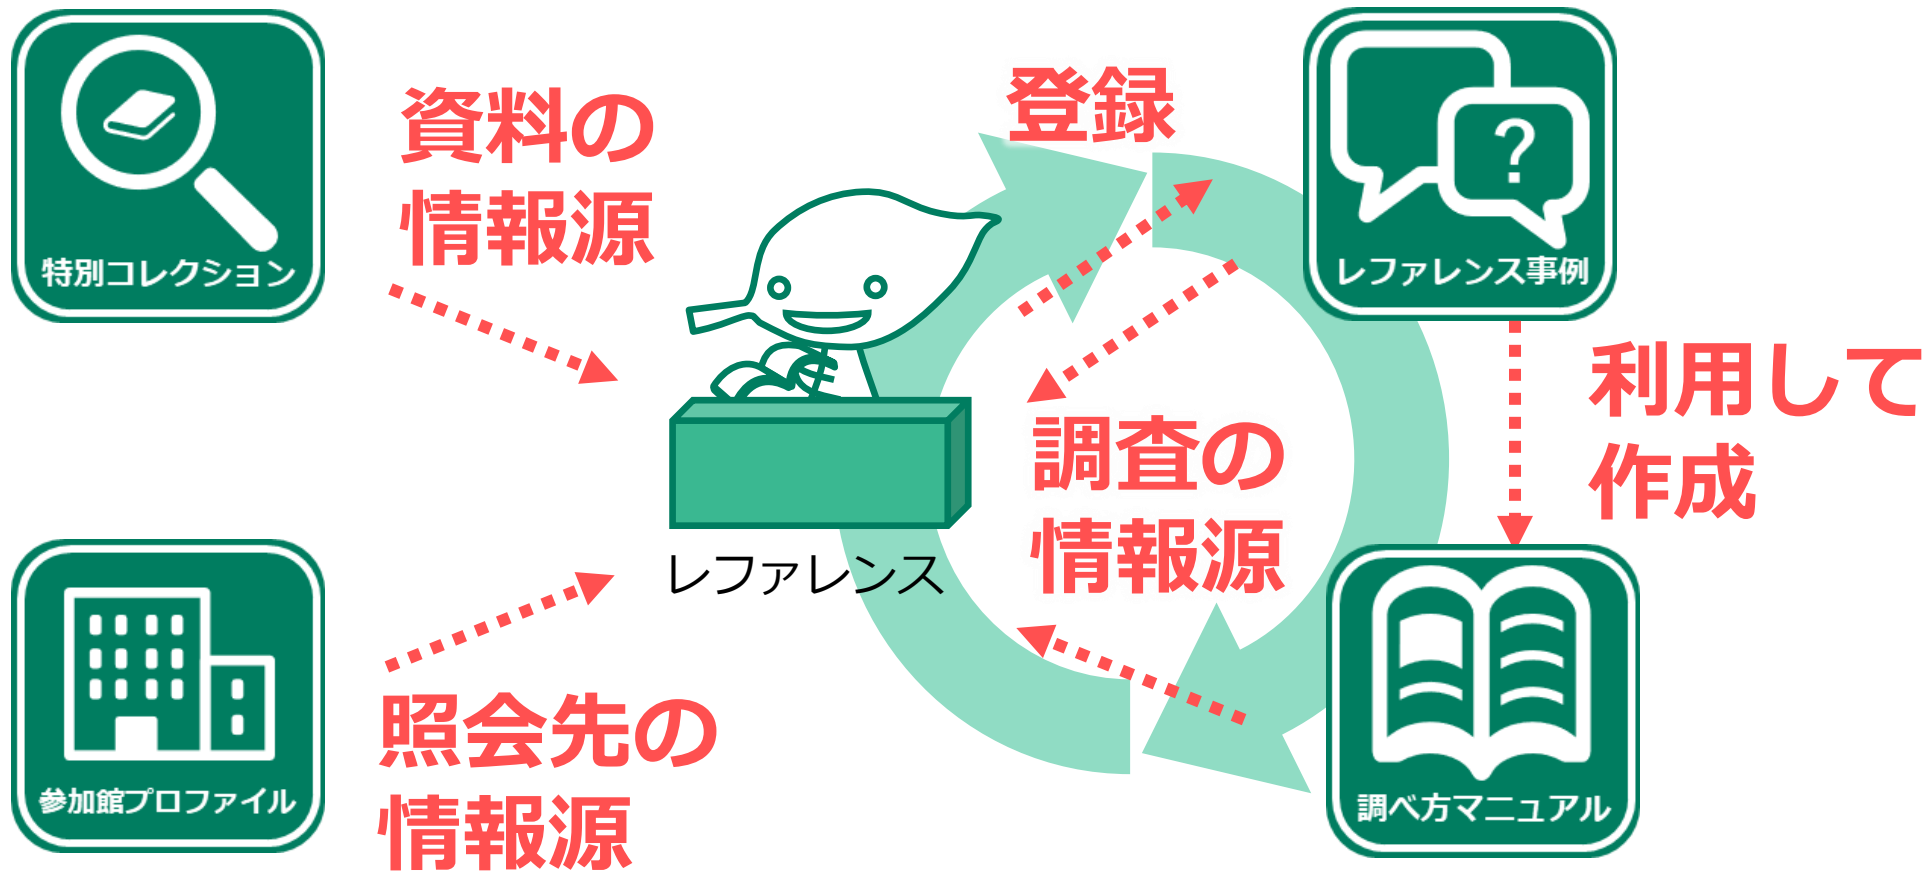 特別コレクション
資料の
情報源
登録
レファレンス事例
利用して
作成
調査の
情報源
レファレンス
参加館プロファイル
照会先の
情報源
?
調べ方マニュアル